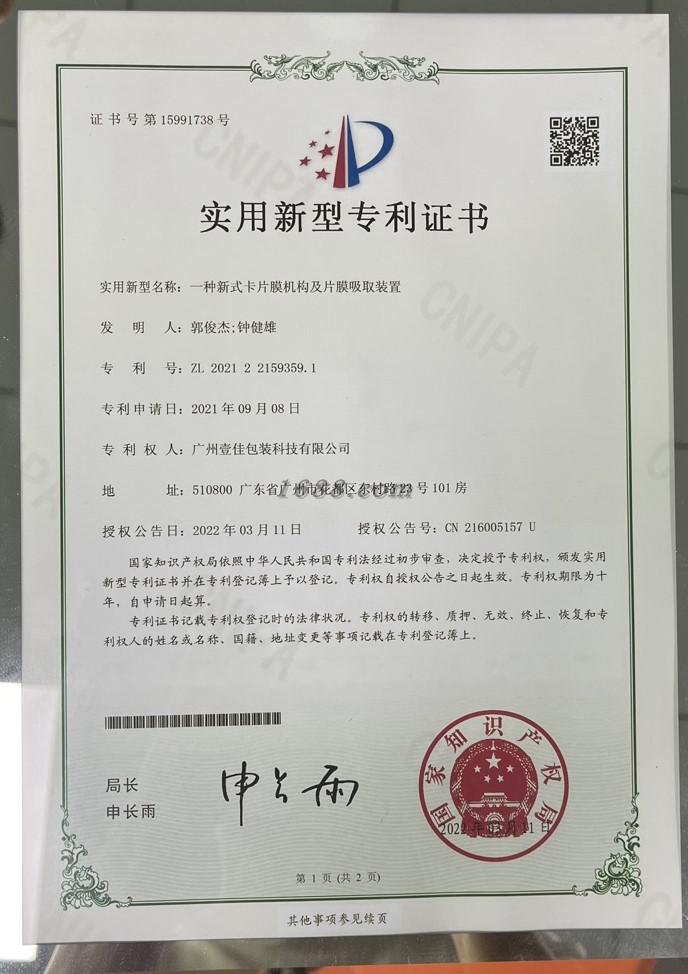 证书号第15991738号
实用新型专利证书
实用新型名称：一种新式卡片膜机构及片膜吸取装置
发明人：郭俊杰;钟健雄
专利号：ZL 2021 2 2159359.1
专利申请日：2021年09月08日
专利权人：广州壹佳包装科技有限公司
地址：510800 广东省广州市花都区东村路23号101房
授权公告日：2022年03月11日 授权公告号：CN 216005157 U
国家知识产权局依照中华人民共和国专利法经过初步审查，决定授予专利权，颁发实用
新型专利证书并在专利登记簿上予以登记。专利权自授权公告之日起生效。专利权期限为十
年，自申请日起算。
专利证书记载专利权登记时的法律状况。专利权的转移、质押、无效、终止、恢复和专
利权人的姓名或名称、国籍、地址变更等事项记载在专利登记簿上。
局长
申长雨
申长雨
国家知识产权局
2022年03月11日
第 1 页 (共 2 页)
其他事项参见续页
CNIPA
CNIPA
CNIPA
1688.com